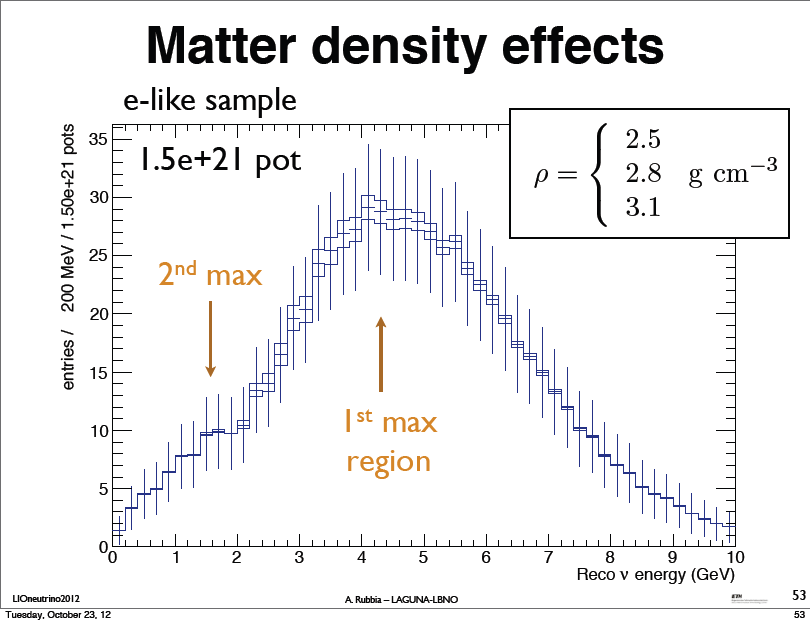 Matter density effects
e-like sample
1.5e+21 pot
ρ = { 2.5
2.8 g cm⁻³
3.1
entries / 200 MeV / 1.50e+21 pots
35
30
25
20
15
10
5
0
2nd max
1st max
region
0 1 2 3 4 5 6 7 8 9 10
Reco ν energy (GeV)
LIOneutrino2012
A. Rubbia – LAGUNA-LBNO
53
Tuesday, October 23, 12
53